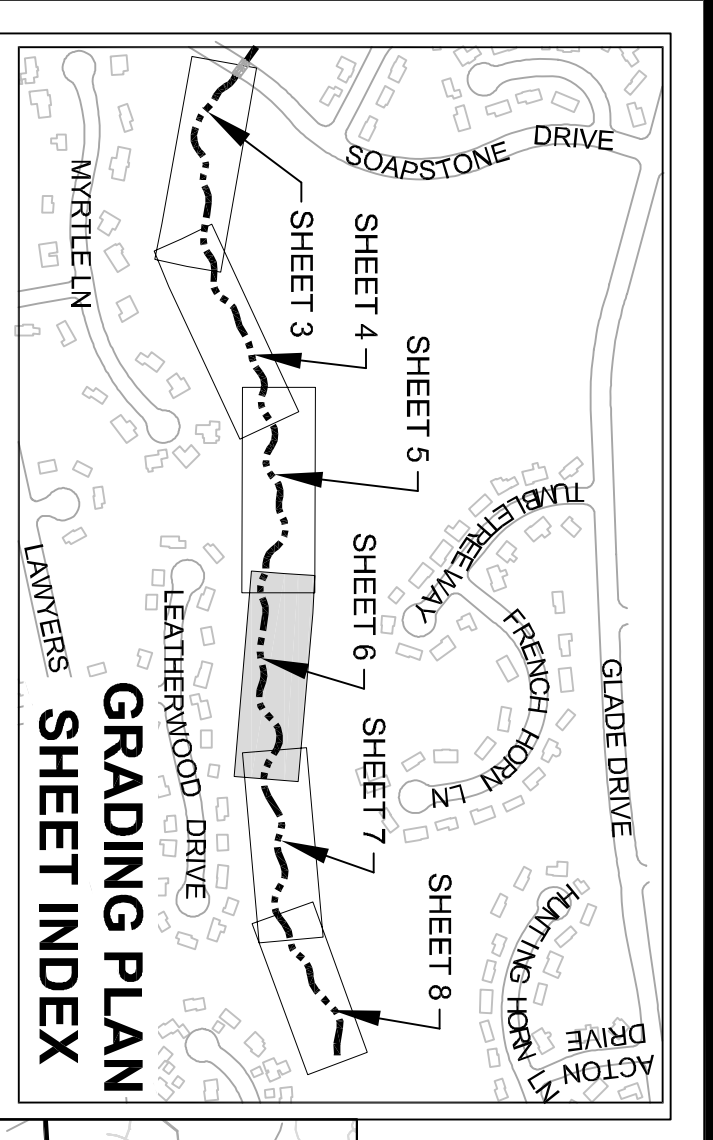 SOAPSTONE DRIVE
MYRTLE LN
SHEET 3
SHEET 4
SHEET 5
TUMBLETREE WAY
SHEET 6
FRENCH HORN LN
GLADE DRIVE
LAWYERS
LEATHERWOOD DRIVE
SHEET 7
SHEET 8
HUNTING HORN LN
ACTON
DRIVE
GRADING PLAN
SHEET INDEX